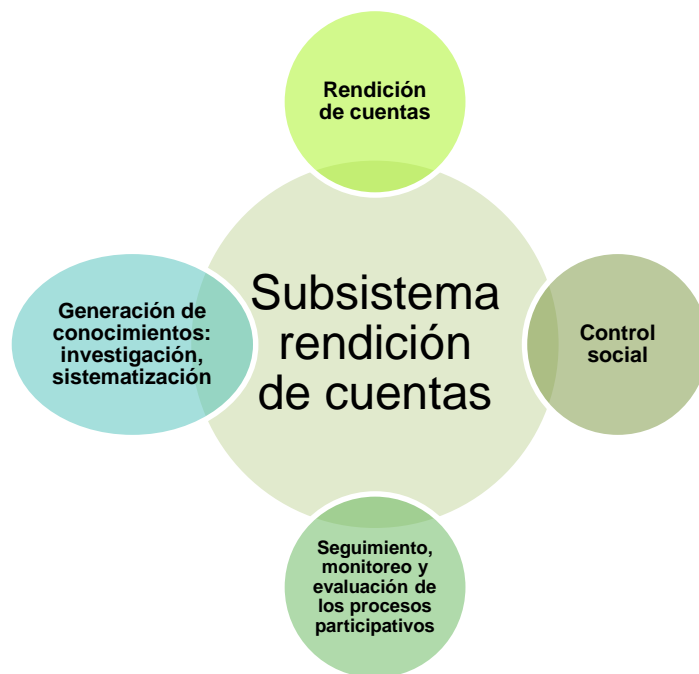 Rendición
de cuentas
Subsistema
rendición
de cuentas
Generación de
conocimientos:
investigación,
sistematización
Control
social
Seguimiento,
monitoreo y
evaluación de
los procesos
participativos